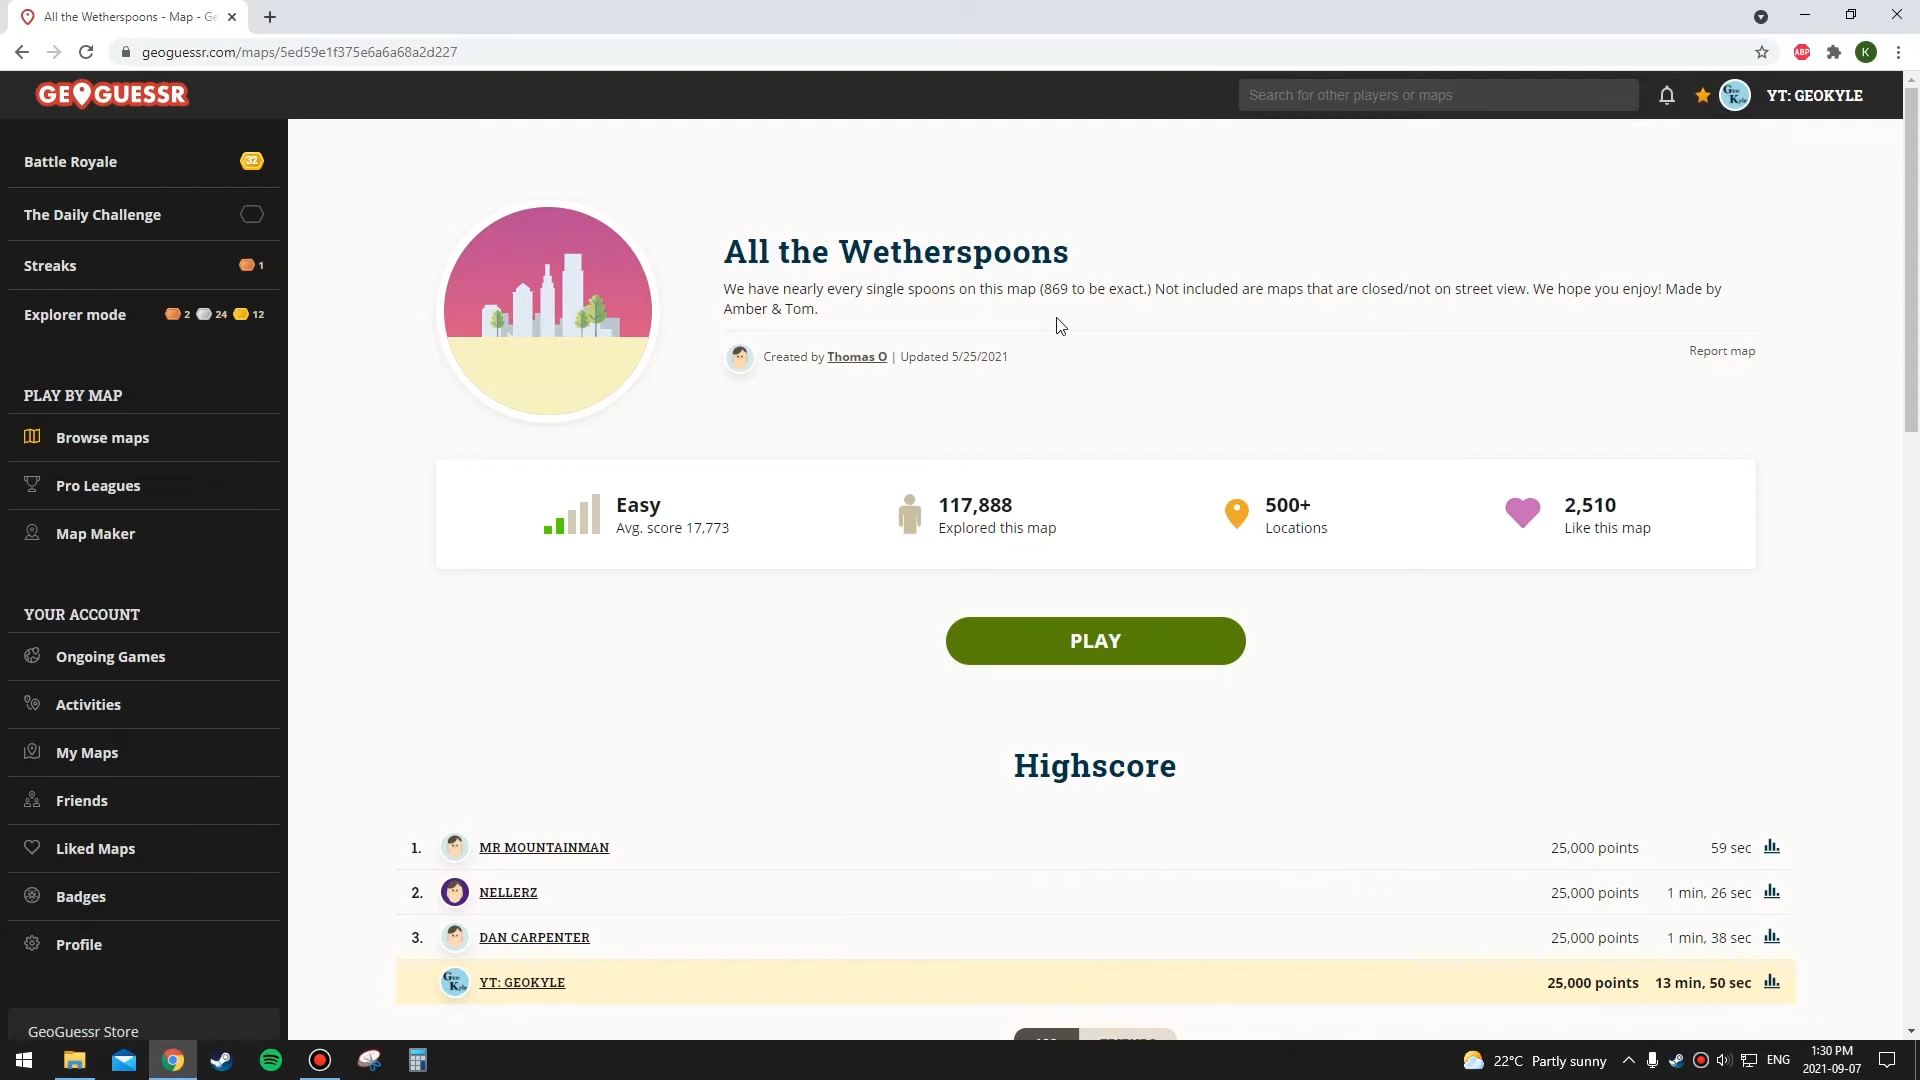 All the Wetherspoons - Map - Ge
geoguessr.com/maps/5ed59e1f375e6a6a68a2d227
ABP
K
GEOGUESSR
Search for other players or maps
Geo Kyle
YT: GEOKYLE
Battle Royale
32
The Daily Challenge
Streaks
1
Explorer mode
2 24 12
PLAY BY MAP
Browse maps
Pro Leagues
Map Maker
YOUR ACCOUNT
Ongoing Games
Activities
My Maps
Friends
Liked Maps
Badges
Profile
GeoGuessr Store
All the Wetherspoons
We have nearly every single spoons on this map (869 to be exact.) Not included are maps that are closed/not on street view. We hope you enjoy! Made by
Amber & Tom.
Created by Thomas O | Updated 5/25/2021
Report map
Easy
Avg. score 17,773
117,888
Explored this map
500+
Locations
2,510
Like this map
PLAY
Highscore
1. MR MOUNTAINMAN 25,000 points 59 sec
2. NELLERZ 25,000 points 1 min, 26 sec
3. DAN CARPENTER 25,000 points 1 min, 38 sec
Geo Kyle YT: GEOKYLE 25,000 points 13 min, 50 sec
22°C Partly sunny
ENG
1:30 PM
2021-09-07